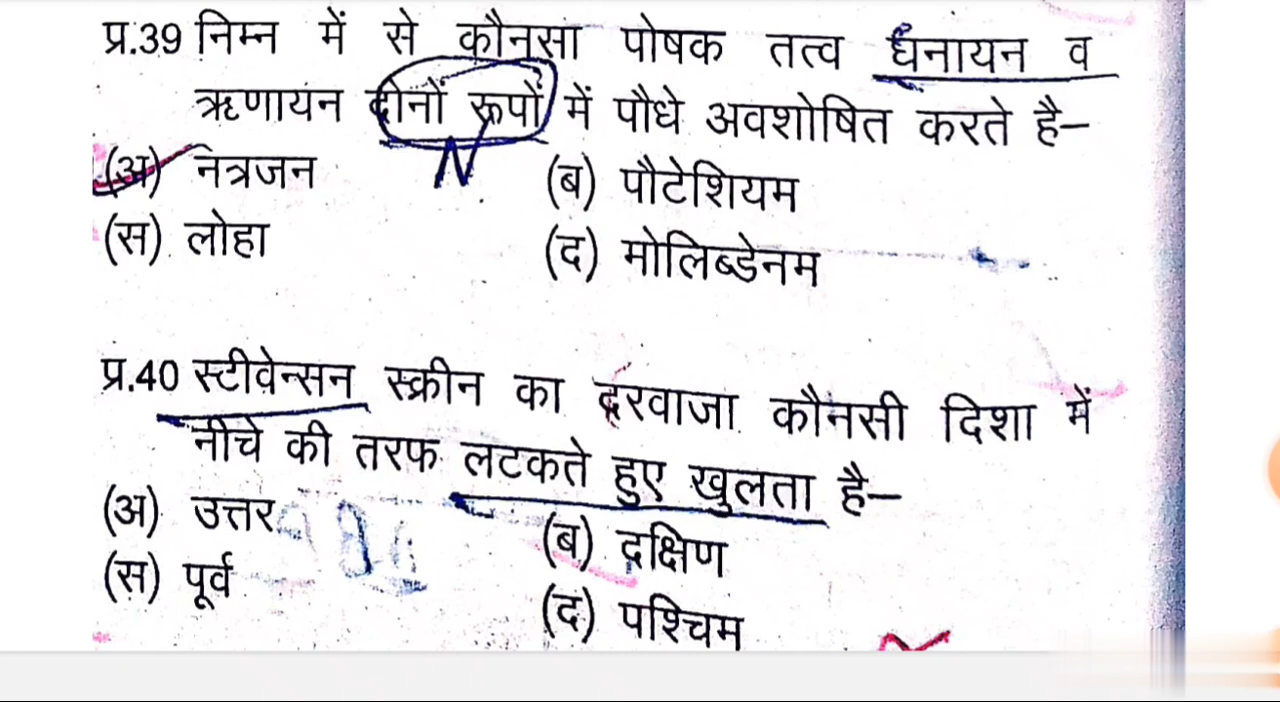 प्र.39 निम्न में से कौनसा पोषक तत्व धनायन व
ऋणायन दोनों रूपों में पौधे अवशोषित करते है–
N
(अ) नत्रजन (ब) पौटेशियम
(स) लोहा (द) मोलिब्डेनम
प्र.40 स्टीवेन्सन स्क्रीन का दरवाजा कौनसी दिशा में
नीचे की तरफ लटकते हुए खुलता है–
(अ) उत्तर (ब) दक्षिण
(स) पूर्व (द) पश्चिम